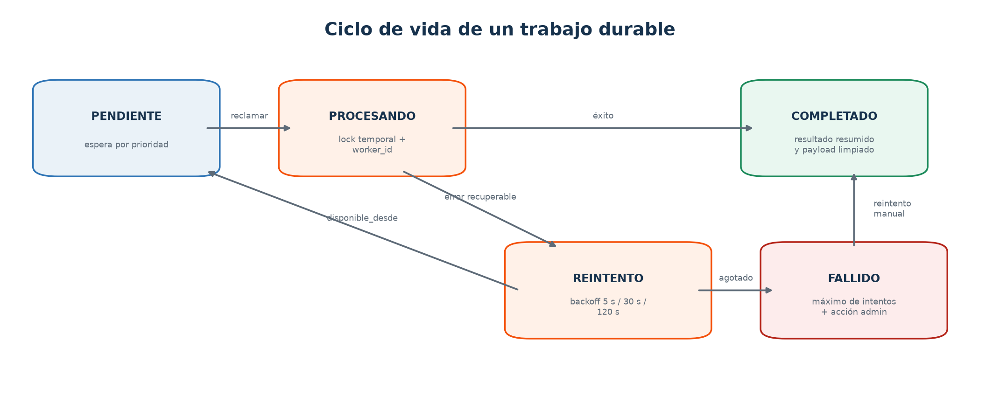 Ciclo de vida de un trabajo durable
PENDIENTE
espera por prioridad
reclamar
PROCESANDO
lock temporal +
worker_id
éxito
COMPLETADO
resultado resumido
y payload limpiado
error recuperable
disponible_desde
reintento
manual
REINTENTO
backoff 5 s / 30 s /
120 s
agotado
FALLIDO
máximo de intentos
+ acción admin